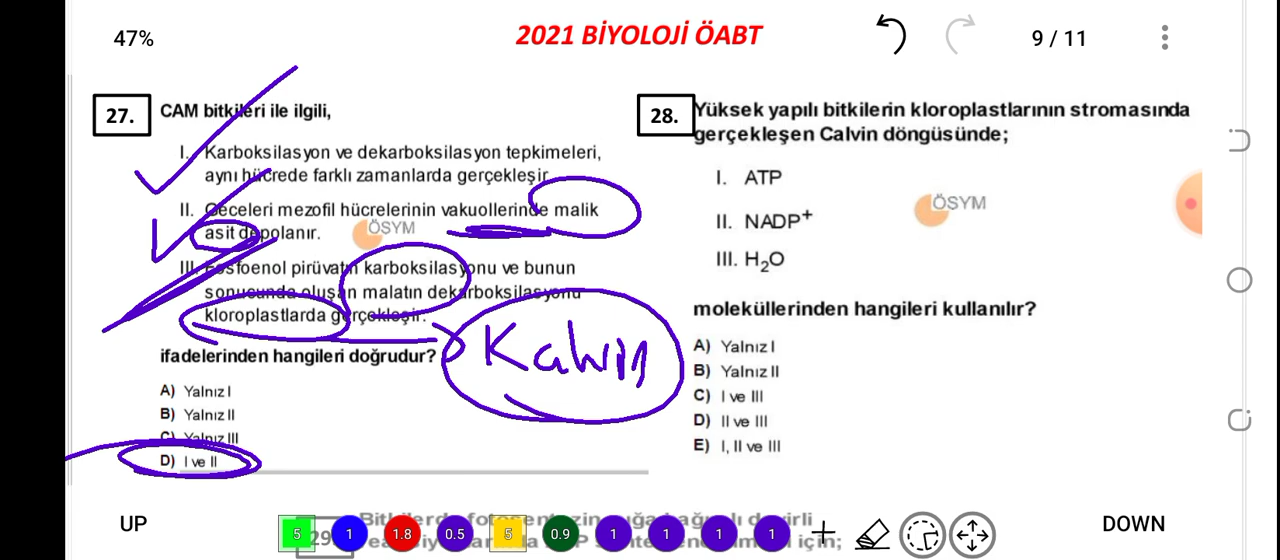 47%
2021 BİYOLOJİ ÖABT
9 / 11
27.
CAM bitkileri ile ilgili,
I. Karboksilasyon ve dekarboksilasyon tepkimeleri,
aynı hücrede farklı zamanlarda gerçekleşir.
II. Geceleri mezofil hücrelerinin vakuollerinde malik
asit depolanır.
ÖSYM
III. Fosfoenol pirüvatın karboksilasyonu ve bunun
sonucunda oluşan malatın dekarboksilasyonu
kloroplastlarda gerçekleşir.
Kalvin
ifadelerinden hangileri doğrudur?
A) Yalnız I
B) Yalnız II
C) Yalnız III
D) I ve II
28.
Yüksek yapılı bitkilerin kloroplastlarının stromasında
gerçekleşen Calvin döngüsünde;
I. ATP
ÖSYM
II. NADP+
III. H2O
moleküllerinden hangileri kullanılır?
A) Yalnız I
B) Yalnız II
C) I ve III
D) II ve III
E) I, II ve III
29
Bitkilerde
için;
UP
5
1
1.8
0.5
5
0.9
1
1
1
1
DOWN